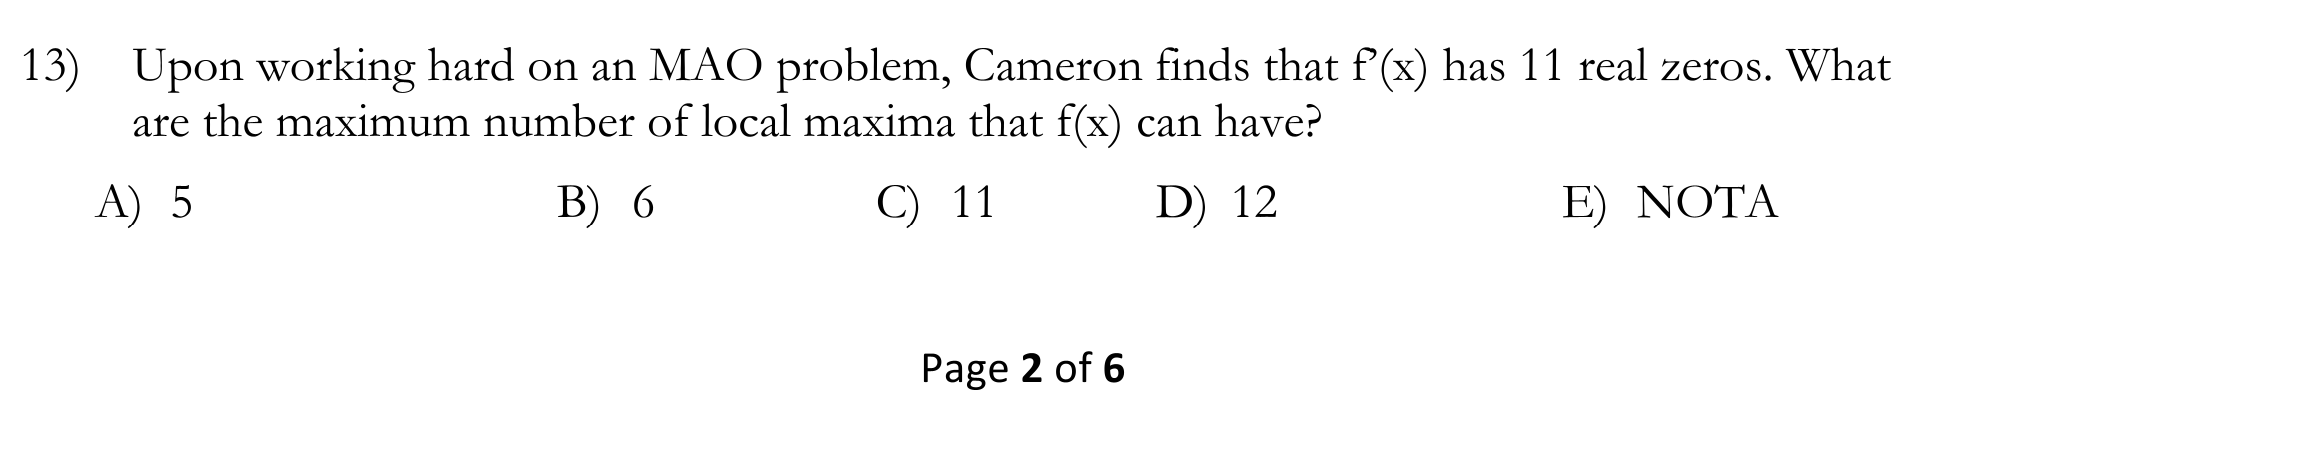 13) Upon working hard on an MAO problem, Cameron finds that f'(x) has 11 real zeros. What
are the maximum number of local maxima that f(x) can have?
A) 5 B) 6 C) 11 D) 12 E) NOTA
Page 2 of 6